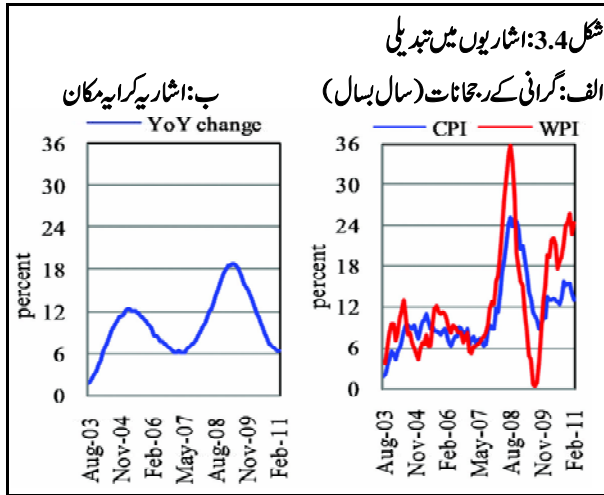 شکل 3.4: اشاریوں میں تبدیلی
الف: گرانی کے رجحانات (سال بسال)
CPI WPI
36
30
24
18
12
6
0
percent
Aug-03
Nov-04
Feb-06
May-07
Aug-08
Nov-09
Feb-11
ب: اشاریہ کرایہ مکان
YoY change
36
30
24
18
12
6
0
percent
Aug-03
Nov-04
Feb-06
May-07
Aug-08
Nov-09
Feb-11